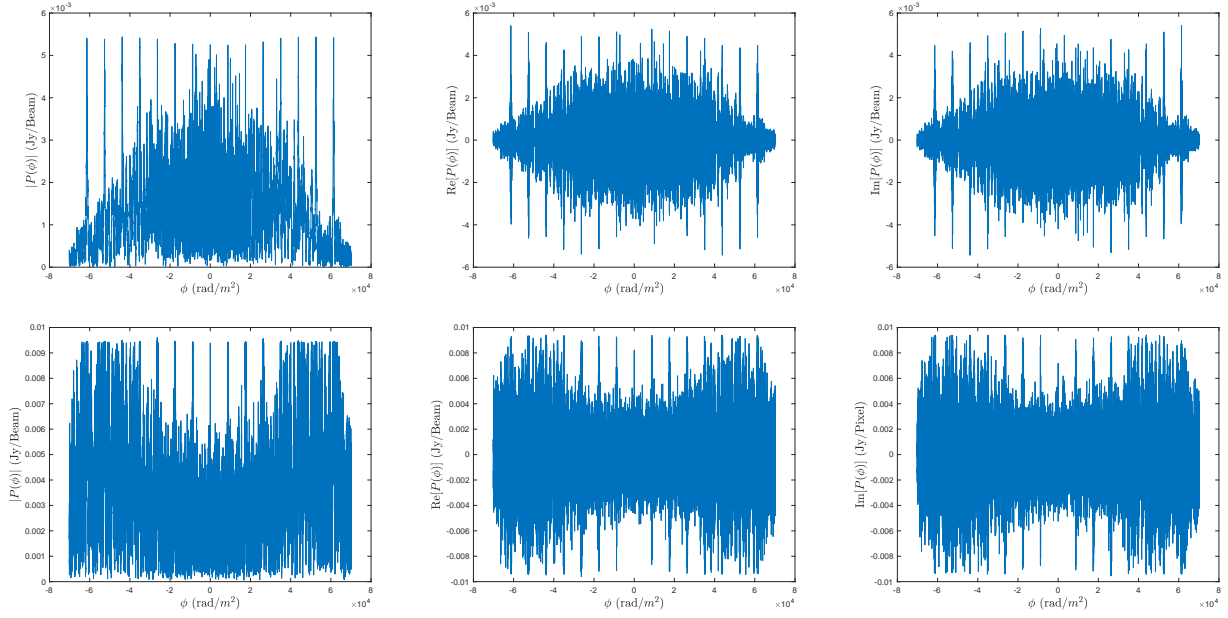 ×10⁻³ ×10⁻³ ×10⁻³
6 6 6
5 4 4
4 2 2
3 0 0
2 -2 -2
1 -4 -4
0 -6 -6
|P(ϕ)| (Jy/Beam) Re[P(ϕ)] (Jy/Beam) Im[P(ϕ)] (Jy/Beam)
-8 -6 -4 -2 0 2 4 6 8 -8 -6 -4 -2 0 2 4 6 8 -8 -6 -4 -2 0 2 4 6 8
ϕ (rad/m²) ×10⁴ ϕ (rad/m²) ×10⁴ ϕ (rad/m²) ×10⁴
0.01 0.01 0.01
0.009 0.008 0.008
0.008 0.006 0.006
0.007 0.004 0.004
0.006 0.002 0.002
0.005 0 0
0.004 -0.002 -0.002
0.003 -0.004 -0.004
0.002 -0.006 -0.006
0.001 -0.008 -0.008
0 -0.01 -0.01
|P(ϕ)| (Jy/Beam) Re[P(ϕ)] (Jy/Beam) Im[P(ϕ)] (Jy/Pixel)
-8 -6 -4 -2 0 2 4 6 8 -8 -6 -4 -2 0 2 4 6 8 -8 -6 -4 -2 0 2 4 6 8
ϕ (rad/m²) ×10⁴ ϕ (rad/m²) ×10⁴ ϕ (rad/m²) ×10⁴